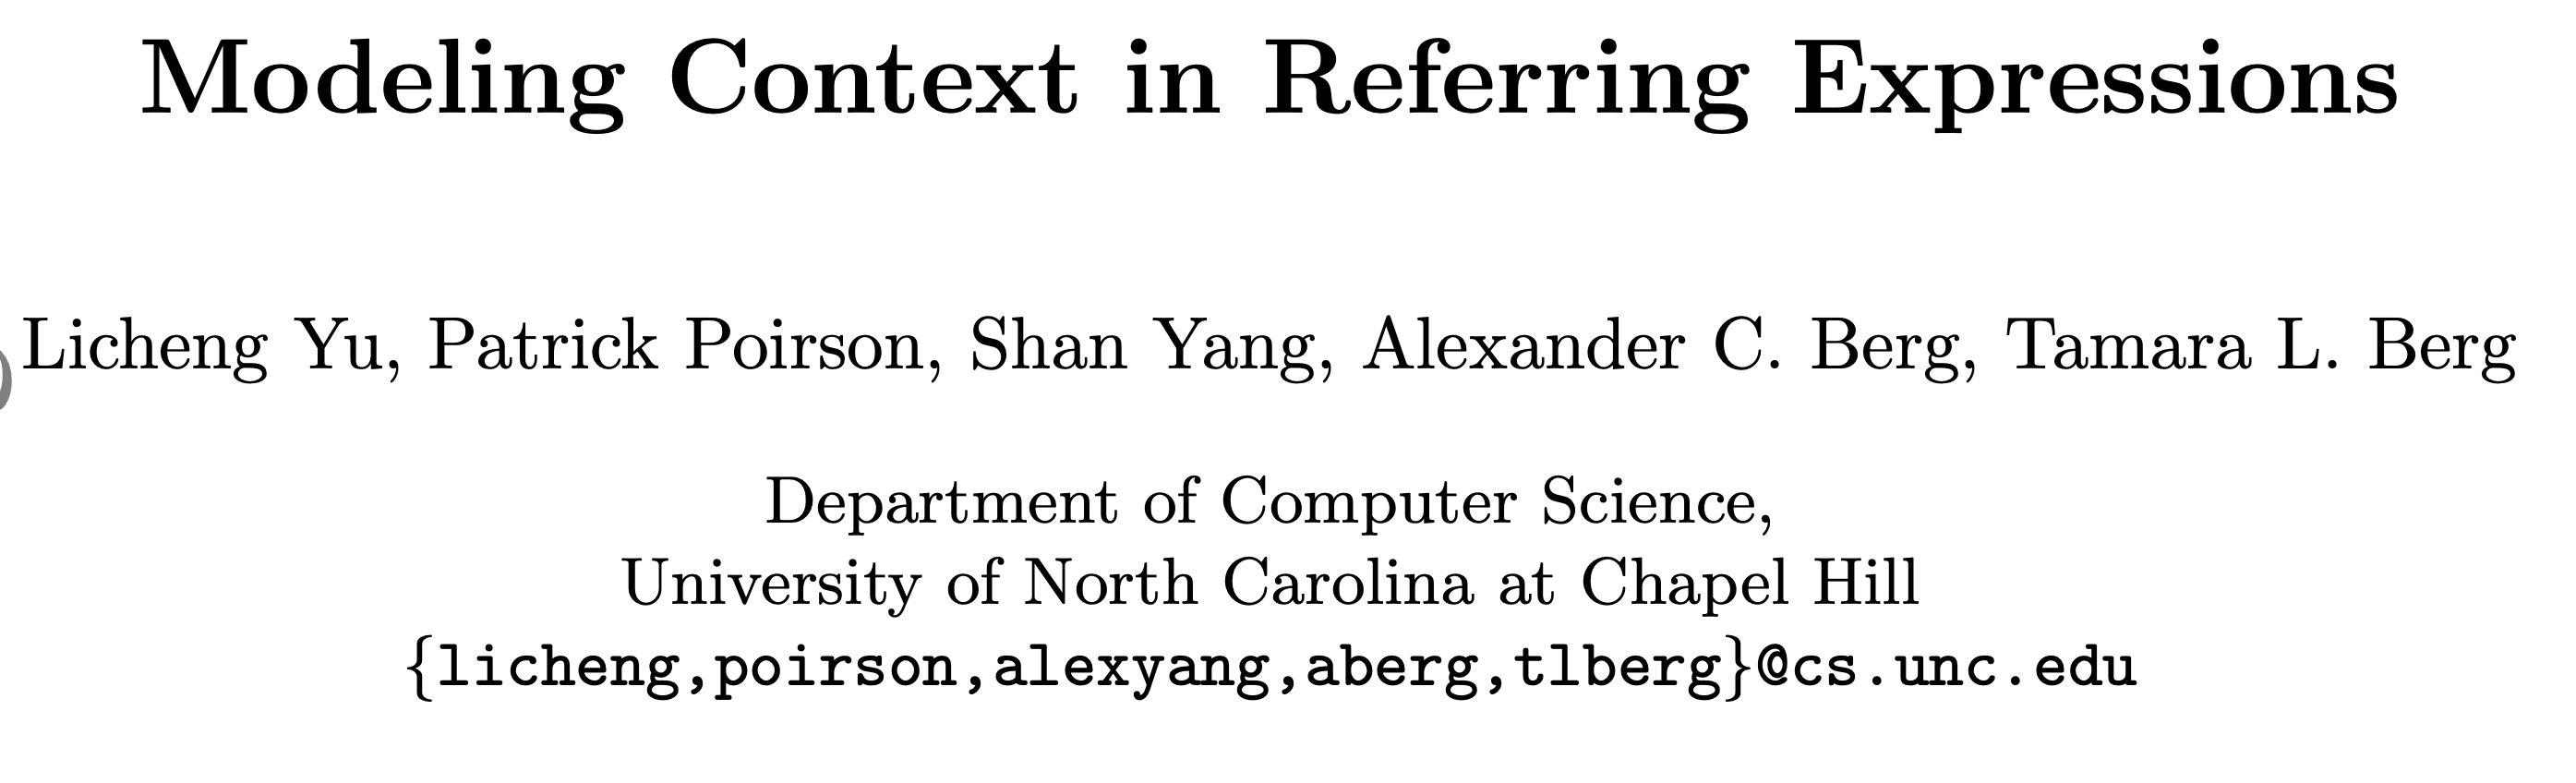 Modeling Context in Referring Expressions
Licheng Yu, Patrick Poirson, Shan Yang, Alexander C. Berg, Tamara L. Berg
Department of Computer Science,
University of North Carolina at Chapel Hill
{licheng,poirson,alexyang,aberg,tlberg}@cs.unc.edu